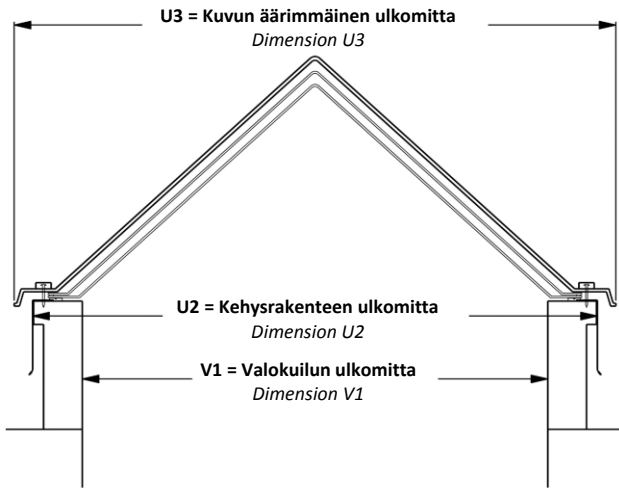 U3 = Kuvun äärimmäinen ulkomitta
Dimension U3
U2 = Kehysrakenteen ulkomitta
Dimension U2
V1 = Valokuilun ulkomitta
Dimension V1